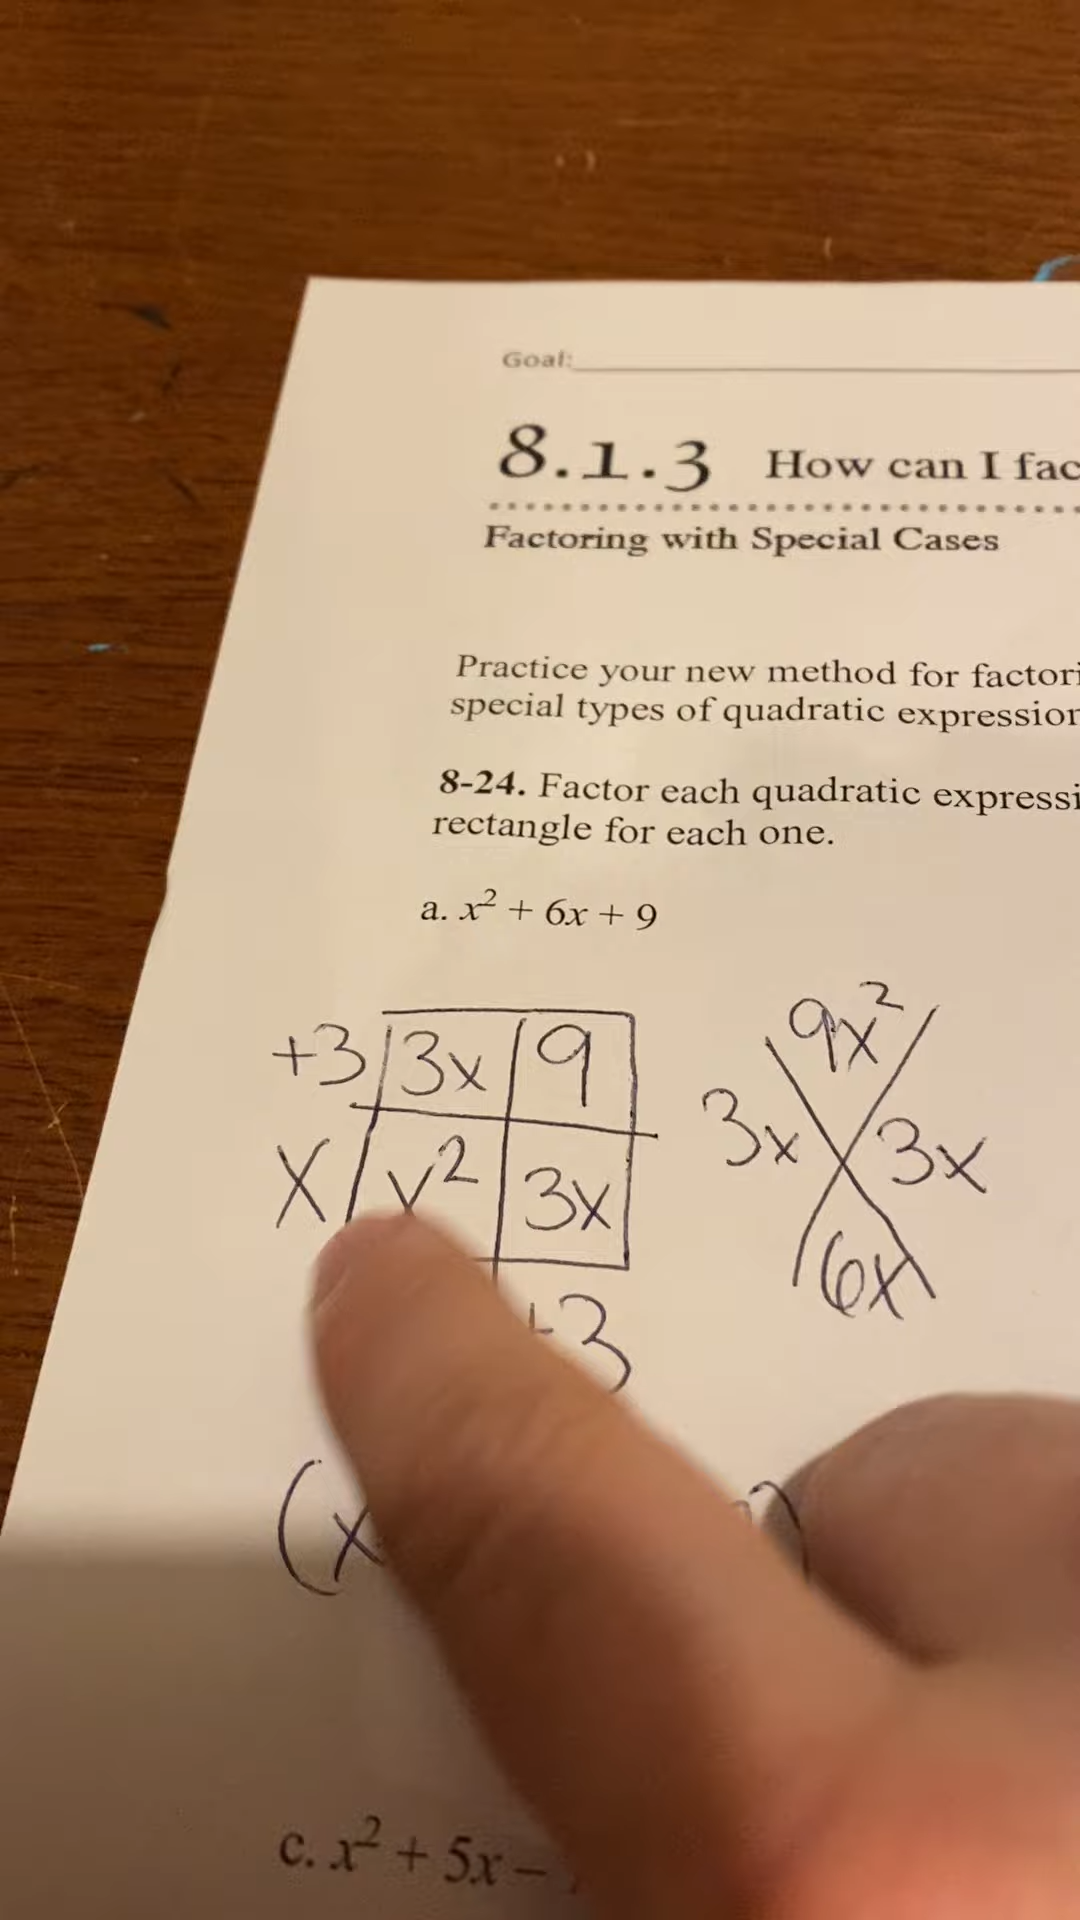 Goal:
8.1.3 How can I fac
Factoring with Special Cases
Practice your new method for factori
special types of quadratic expression
8-24. Factor each quadratic expressi
rectangle for each one.
a. x² + 6x + 9
9x²
+3 3x 9
3x 3x
x x² 3x
6x
+3
(x
c. x² + 5x −